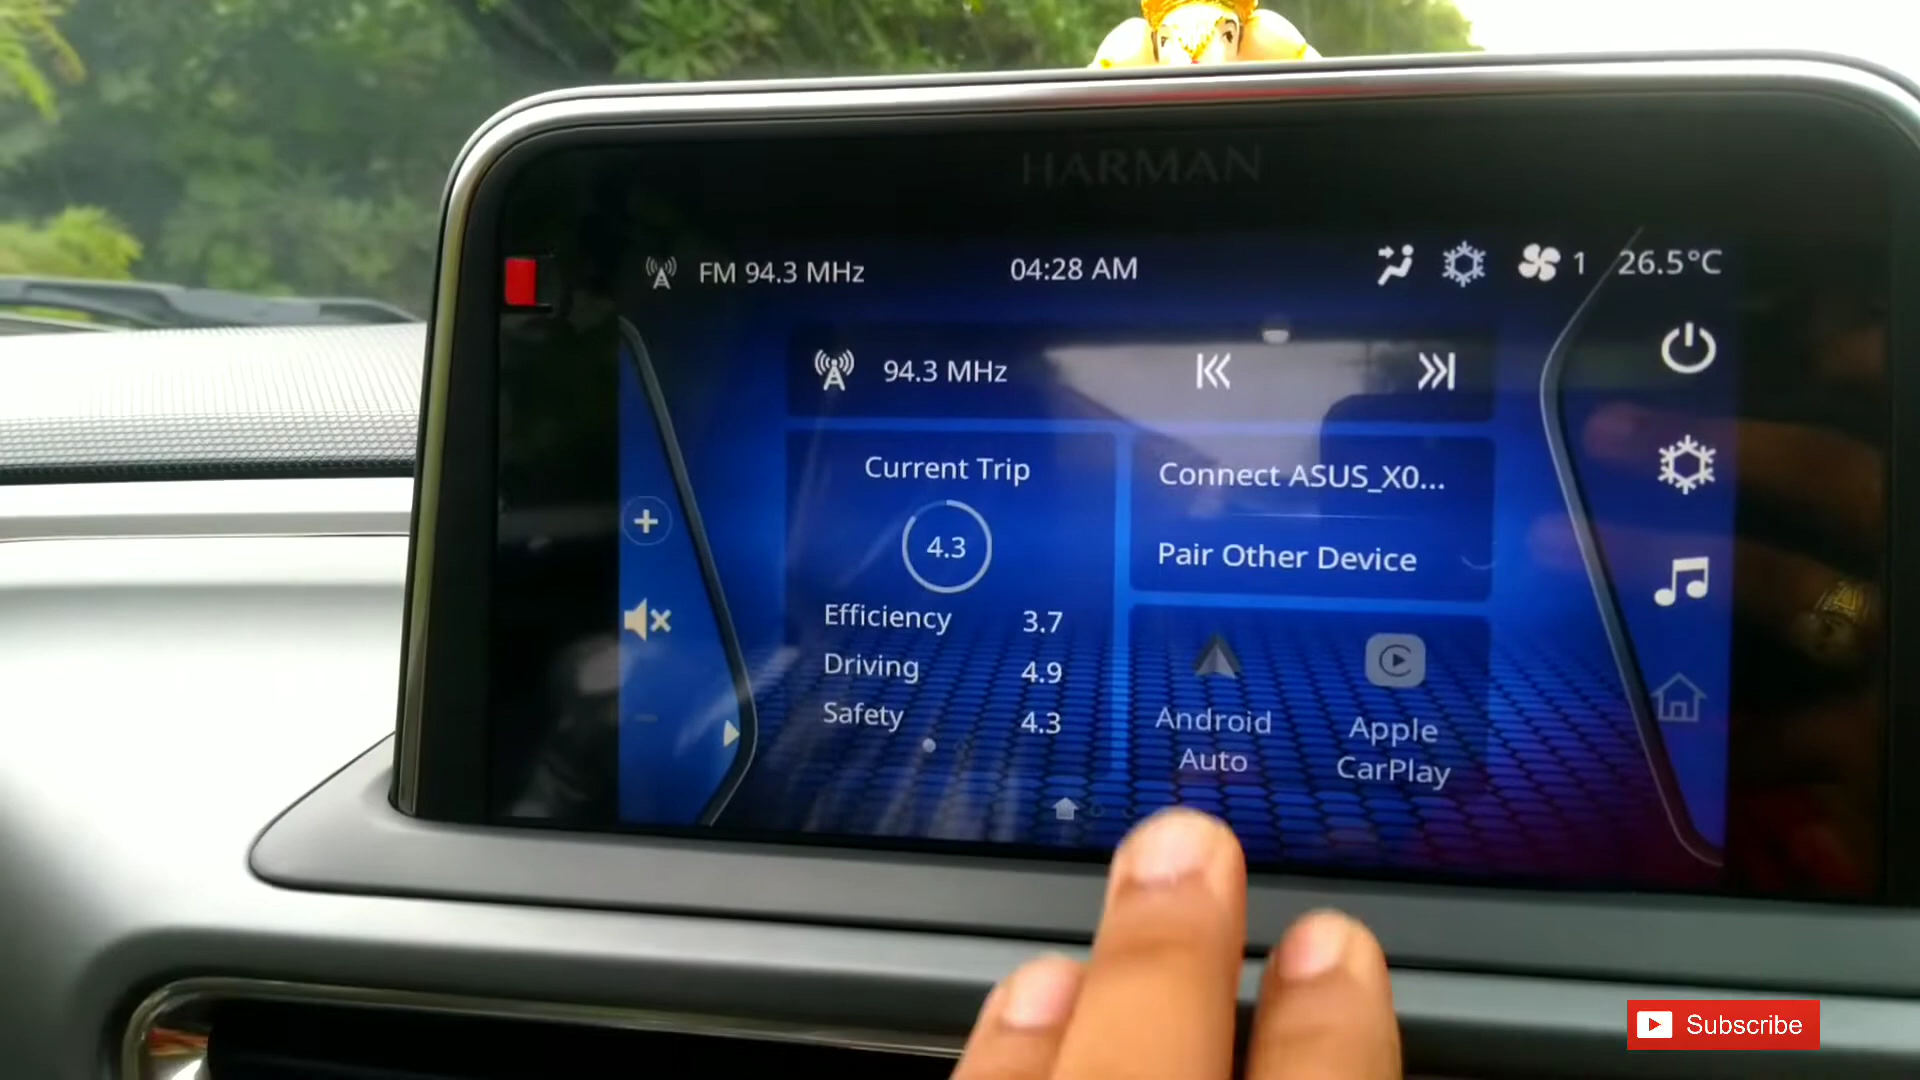 HARMAN
FM 94.3 MHz
04:28 AM
1
26.5°C
94.3 MHz
Current Trip
4.3
Efficiency 3.7
Driving 4.9
Safety 4.3
Connect ASUS_X0...
Pair Other Device
Android
Auto
Apple
CarPlay
Subscribe